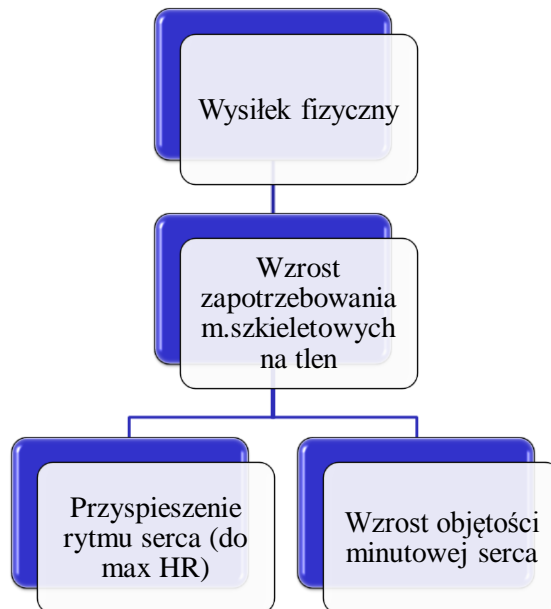 Wysiłek fizyczny
Wzrost
zapotrzebowania
m.szkieletowych
na tlen
Przyspieszenie
rytmu serca (do
max HR)
Wzrost objętości
minutowej serca